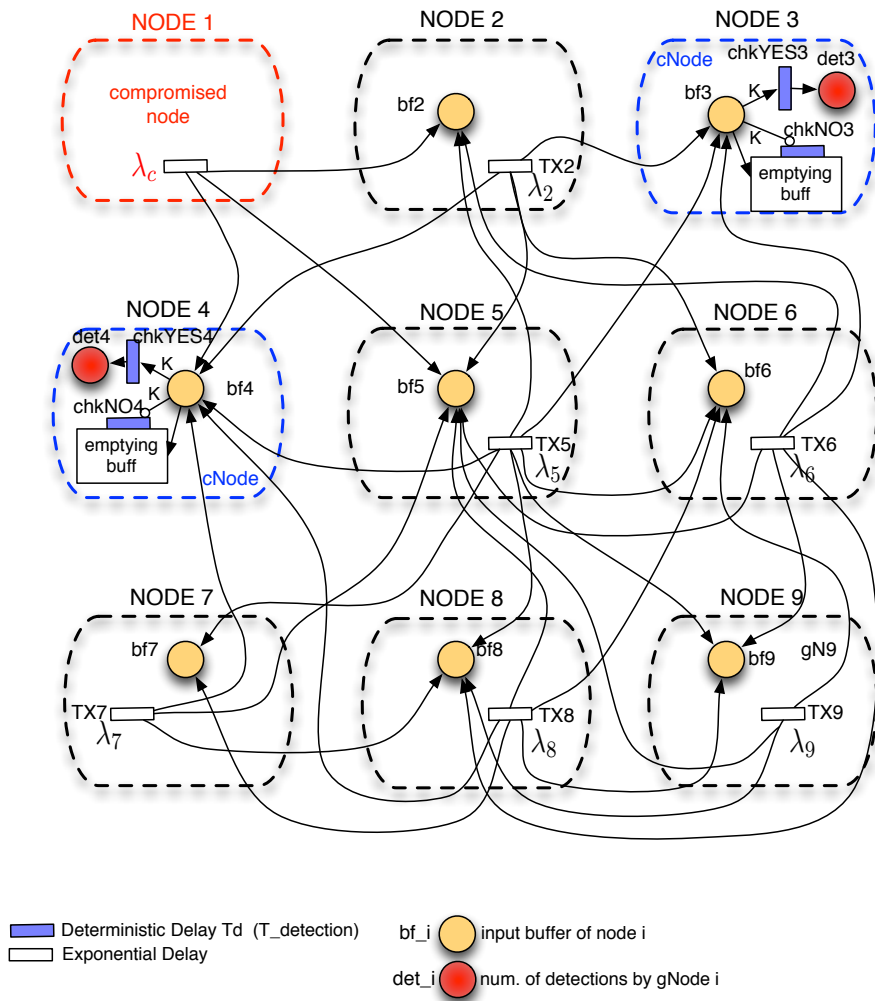 NODE 1
NODE 2
NODE 3
compromised
node
λc
bf2
TX2
λ2
cNode
chkYES3
det3
bf3
K
K
chkNO3
emptying
buff
NODE 4
NODE 5
NODE 6
det4
chkYES4
K
K
bf4
chkNO4
emptying
buff
cNode
bf5
TX5
λ5
bf6
TX6
λ6
NODE 7
NODE 8
NODE 9
bf7
TX7
λ7
bf8
TX8
λ8
gN9
bf9
TX9
λ9
Deterministic Delay Td (T_detection)
Exponential Delay
bf_i input buffer of node i
det_i num. of detections by gNode i